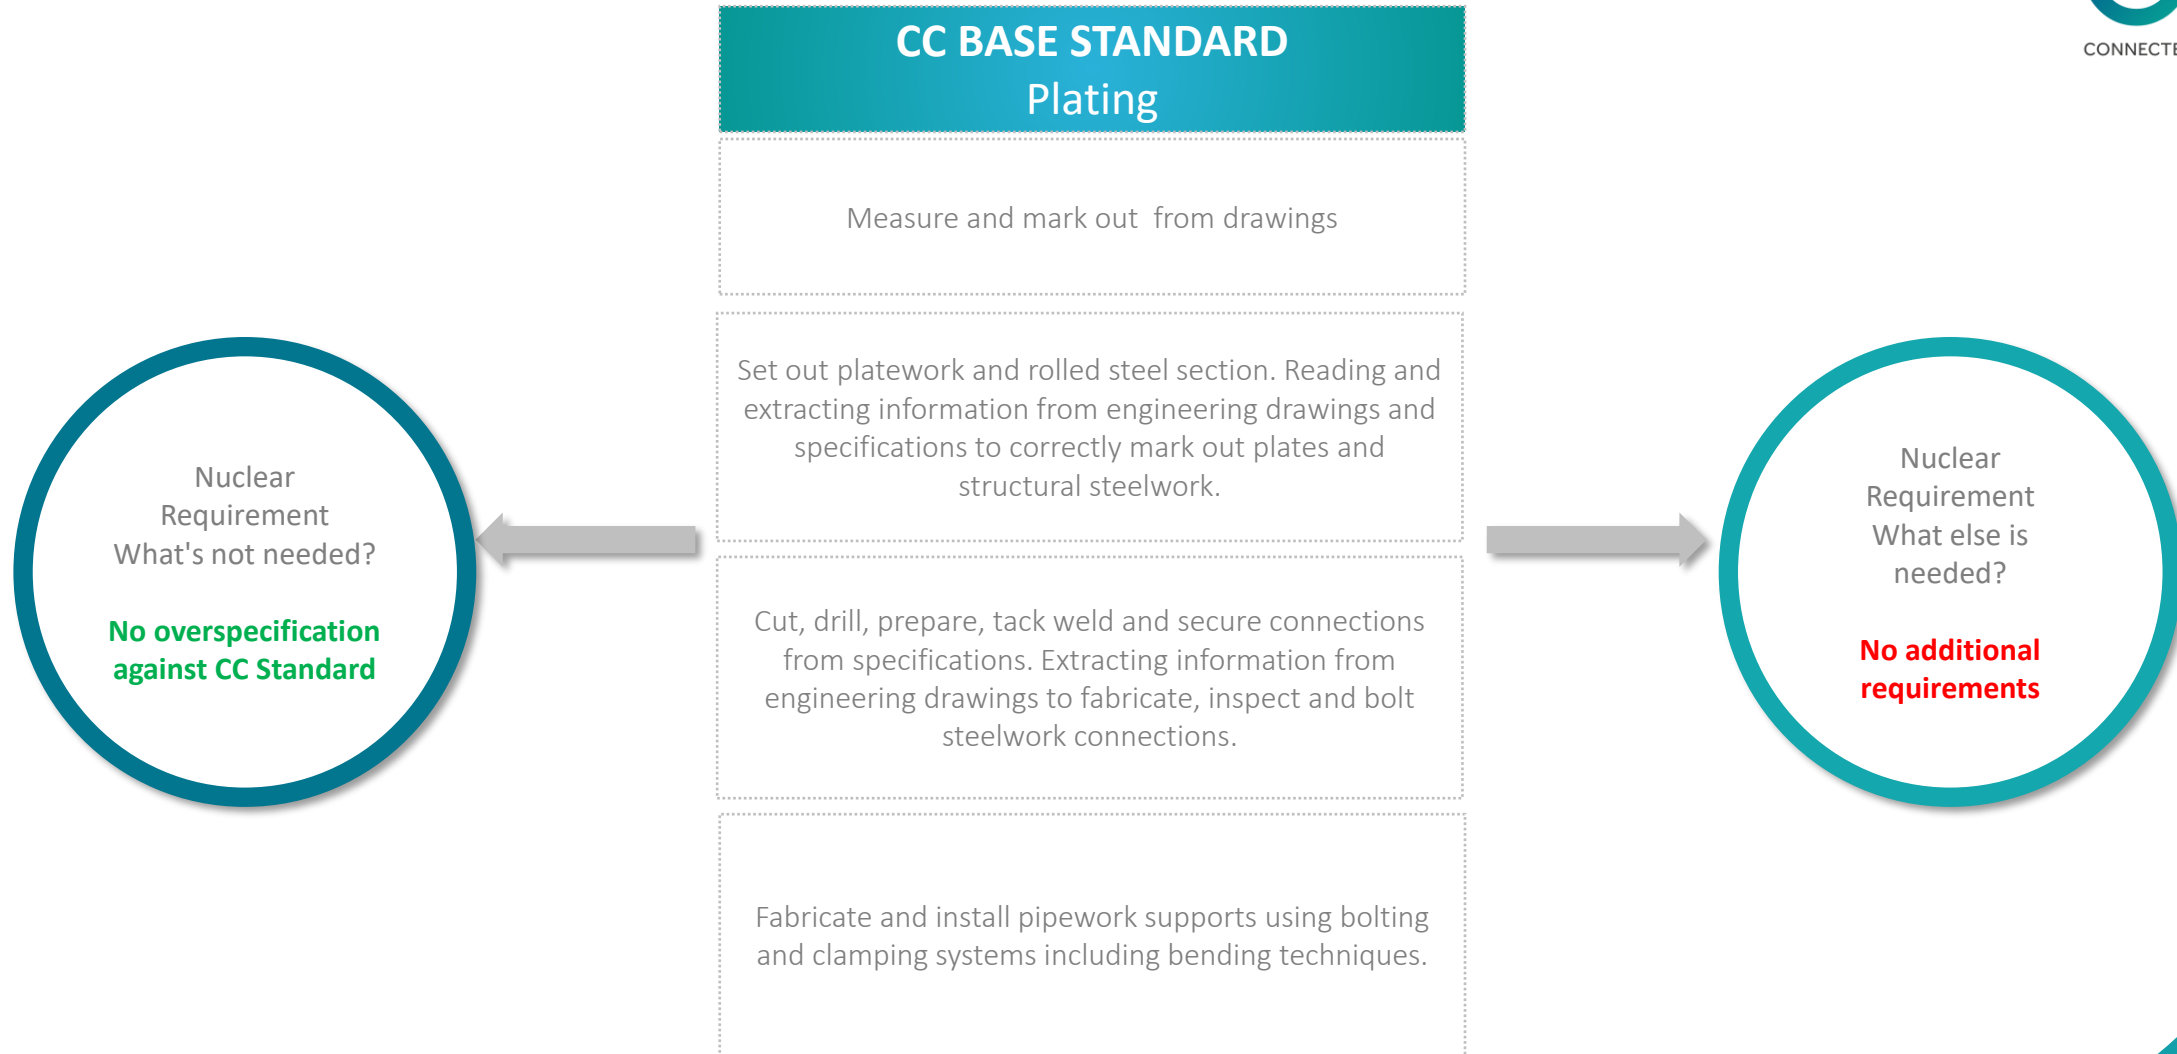 CC BASE STANDARD
Plating
CONNECTE
Measure and mark out  from drawings
Set out platework and rolled steel section. Reading and
extracting information from engineering drawings and
specifications to correctly mark out plates and
structural steelwork.
Nuclear
Requirement
What's not needed?
No overspecification
against CC Standard
Nuclear
Requirement
What else is
needed?
No additional
requirements
Cut, drill, prepare, tack weld and secure connections
from specifications. Extracting information from
engineering drawings to fabricate, inspect and bolt
steelwork connections.
Fabricate and install pipework supports using bolting
and clamping systems including bending techniques.